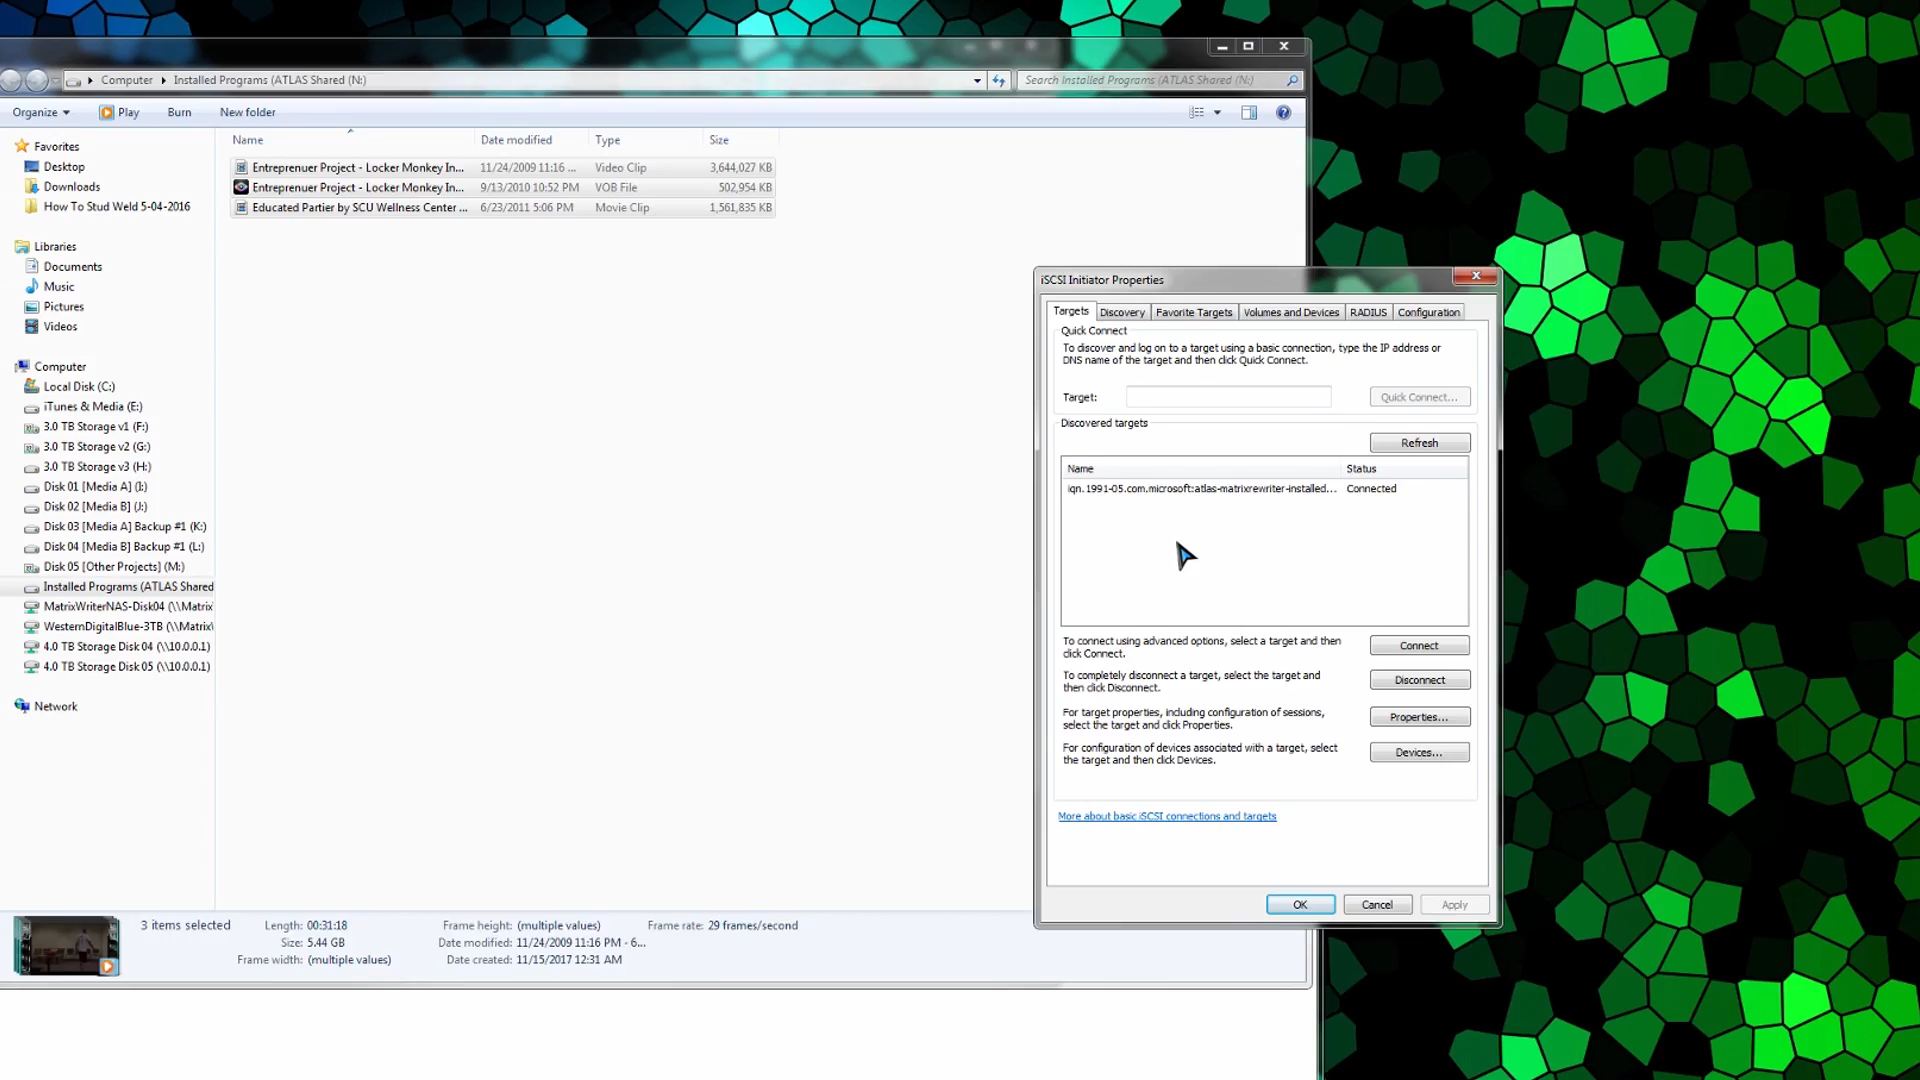 Computer ▸ Installed Programs (ATLAS Shared (N:)
Search Installed Programs (ATLAS Shared (N:)
Organize Play Burn New folder
Name Date modified Type Size
Entreprenuer Project - Locker Monkey In... 11/24/2009 11:16 ... Video Clip 3,644,027 KB
Entreprenuer Project - Locker Monkey In... 9/13/2010 10:52 PM VOB File 502,954 KB
Educated Partier by SCU Wellness Center ... 6/23/2011 5:06 PM Movie Clip 1,561,835 KB
Favorites
Desktop
Downloads
How To Stud Weld 5-04-2016
Libraries
Documents
Music
Pictures
Videos
Computer
Local Disk (C:)
iTunes & Media (E:)
3.0 TB Storage v1 (F:)
3.0 TB Storage v2 (G:)
3.0 TB Storage v3 (H:)
Disk 01 [Media A] (I:)
Disk 02 [Media B] (J:)
Disk 03 [Media A] Backup #1 (K:)
Disk 04 [Media B] Backup #1 (L:)
Disk 05 [Other Projects] (M:)
Installed Programs (ATLAS Shared
MatrixWriterNAS-Disk04 (\\Matrix
WesternDigitalBlue-3TB (\\Matrix
4.0 TB Storage Disk 04 (\\10.0.0.1)
4.0 TB Storage Disk 05 (\\10.0.0.1)
Network
3 items selected
Length: 00:31:18
Size: 5.44 GB
Frame width: (multiple values)
Frame height: (multiple values)
Date modified: 11/24/2009 11:16 PM - 6...
Date created: 11/15/2017 12:31 AM
Frame rate: 29 frames/second
iSCSI Initiator Properties
Targets Discovery Favorite Targets Volumes and Devices RADIUS Configuration
Quick Connect
To discover and log on to a target using a basic connection, type the IP address or
DNS name of the target and then click Quick Connect.
Target: Quick Connect...
Discovered targets
Refresh
Name Status
iqn.1991-05.com.microsoft:atlas-matrixrewriter-installed... Connected
To connect using advanced options, select a target and then
click Connect.
Connect
To completely disconnect a target, select the target and
then click Disconnect.
Disconnect
For target properties, including configuration of sessions,
select the target and click Properties.
Properties...
For configuration of devices associated with a target, select
the target and then click Devices.
Devices...
More about basic iSCSI connections and targets
OK Cancel Apply